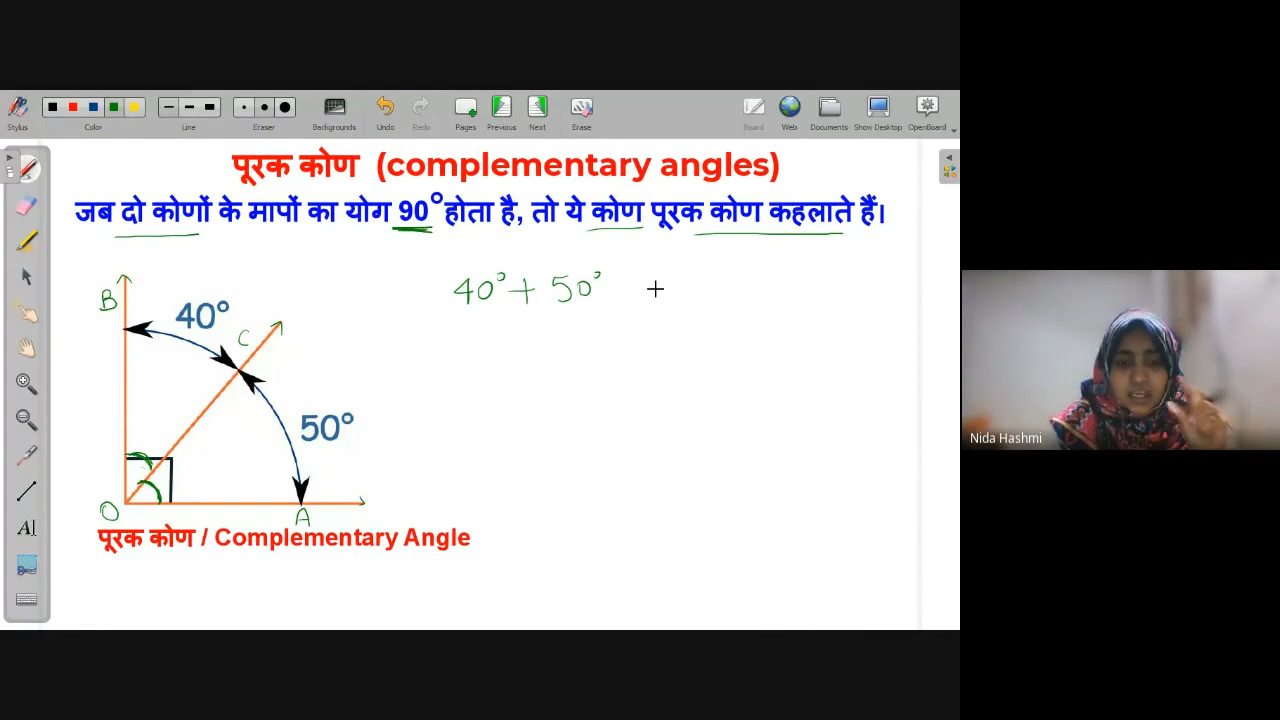 Stylus Color Line Eraser Backgrounds Undo Redo Pages Previous Next Erase Board Web Documents Show Desktop OpenBoard
पूरक कोण (complementary angles)
जब दो कोणों के मापों का योग 90° होता है, तो ये कोण पूरक कोण कहलाते हैं।
40° + 50°
B
40°
C
50°
O
A
पूरक कोण / Complementary Angle
Nida Hashmi